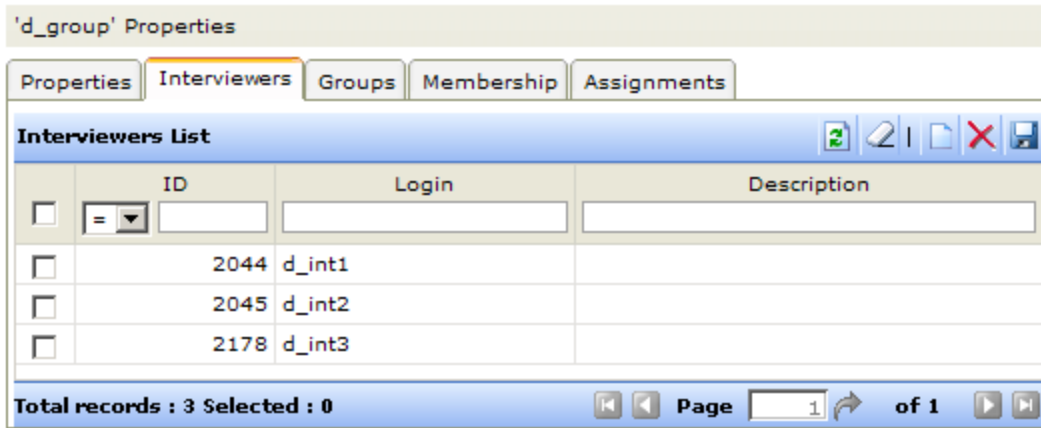 'd_group' Properties
Properties Interviewers Groups Membership Assignments
Interviewers List
ID Login Description
=
2044 d_int1
2045 d_int2
2178 d_int3
Total records : 3 Selected : 0 Page 1 of 1